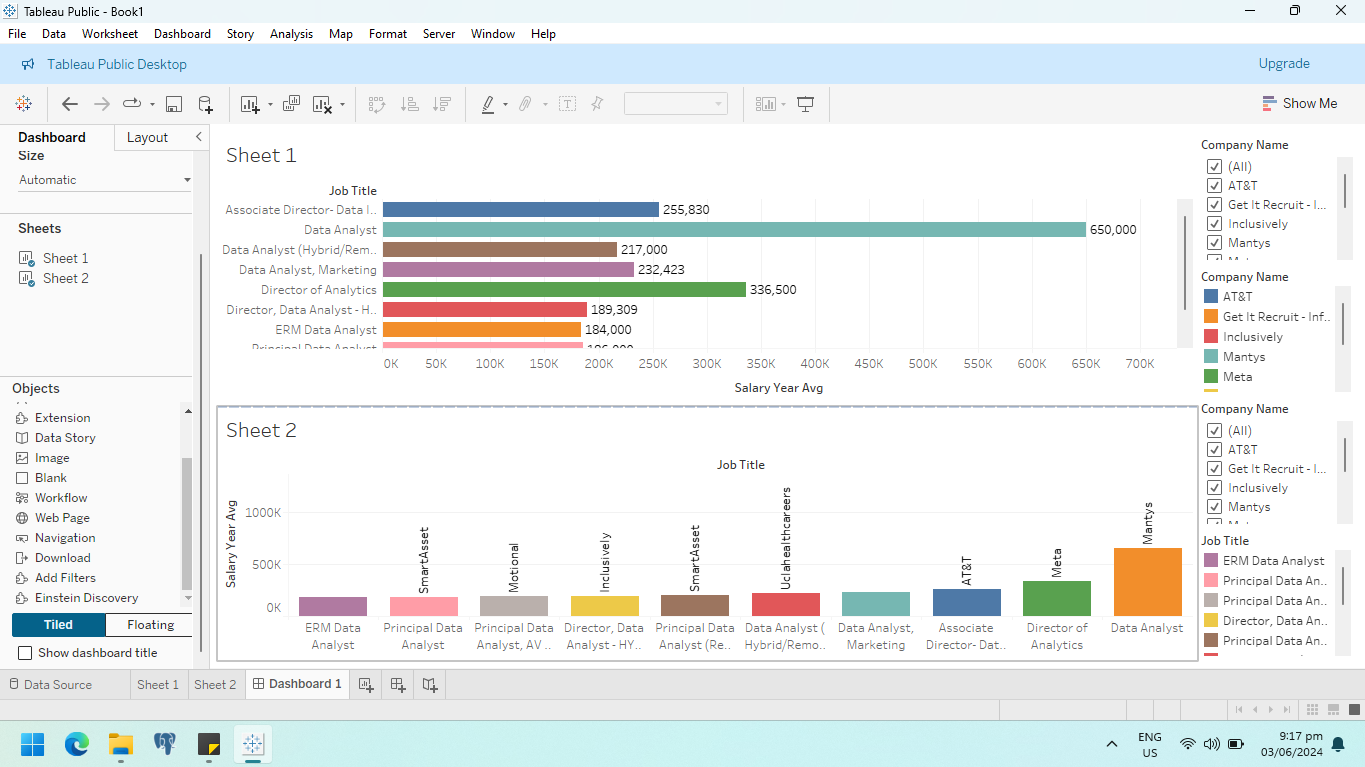 Tableau Public - Book1
File Data Worksheet Dashboard Story Analysis Map Format Server Window Help
Tableau Public Desktop
Upgrade
Show Me
Dashboard
Layout
Size
Automatic
Sheets
Sheet 1
Sheet 2
Objects
Extension
Data Story
Image
Blank
Workflow
Web Page
Navigation
Download
Add Filters
Einstein Discovery
Tiled
Floating
Show dashboard title
Sheet 1
Job Title
Associate Director- Data I.. 255,830
Data Analyst 650,000
Data Analyst (Hybrid/Rem.. 217,000
Data Analyst, Marketing 232,423
Director of Analytics 336,500
Director, Data Analyst - H.. 189,309
ERM Data Analyst 184,000
Principal Data Analyst 186,000
0K 50K 100K 150K 200K 250K 300K 350K 400K 450K 500K 550K 600K 650K 700K
Salary Year Avg
Sheet 2
Job Title
Salary Year Avg
1000K
500K
0K
SmartAsset
Motional
Inclusively
SmartAsset
Uclahealthcareers
AT&T
Meta
Mantys
ERM Data
Analyst
Principal Data
Analyst
Principal Data
Analyst, AV ..
Director, Data
Analyst - HY..
Principal Data
Analyst (Re..
Data Analyst (
Hybrid/Remo..
Data Analyst,
Marketing
Associate
Director- Dat..
Director of
Analytics
Data Analyst
Company Name
(All)
AT&T
Get It Recruit - I...
Inclusively
Mantys
Company Name
AT&T
Get It Recruit - Inf..
Inclusively
Mantys
Meta
Company Name
(All)
AT&T
Get It Recruit - I...
Inclusively
Mantys
Job Title
ERM Data Analyst
Principal Data An..
Principal Data An..
Director, Data An..
Principal Data An..
Data Source
Sheet 1
Sheet 2
Dashboard 1
ENG
US
9:17 pm
03/06/2024